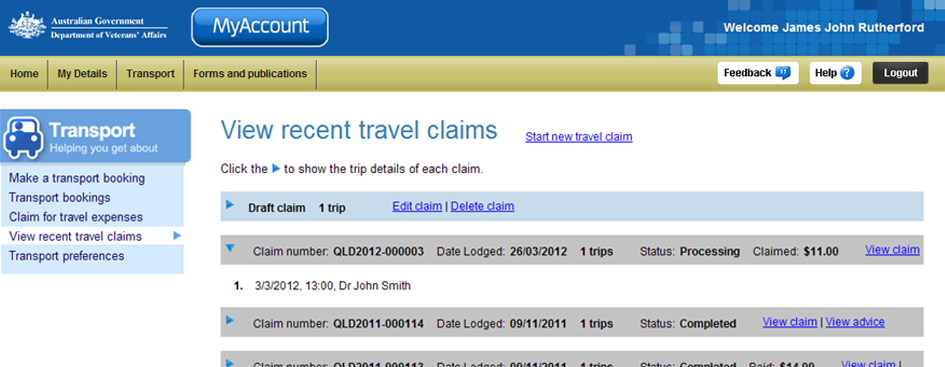 Australian Government
Department of Veterans' Affairs
MyAccount
Welcome James John Rutherford
Home
My Details
Transport
Forms and publications
Feedback
Help ?
Logout
Transport
Helping you get about
Make a transport booking
Transport bookings
Claim for travel expenses
View recent travel claims
Transport preferences
View recent travel claims
Start new travel claim
Click the ▶ to show the trip details of each claim.
Draft claim 1 trip Edit claim | Delete claim
Claim number: QLD2012-000003 Date Lodged: 26/03/2012 1 trips Status: Processing Claimed: $11.00 View claim
1. 3/3/2012, 13:00, Dr John Smith
Claim number: QLD2011-000114 Date Lodged: 09/11/2011 1 trips Status: Completed View claim | View advice
Claim number: QLD2011-000113 Date Lodged: 09/11/2011 1 trips Status: Completed Paid: $14.00 View claim |